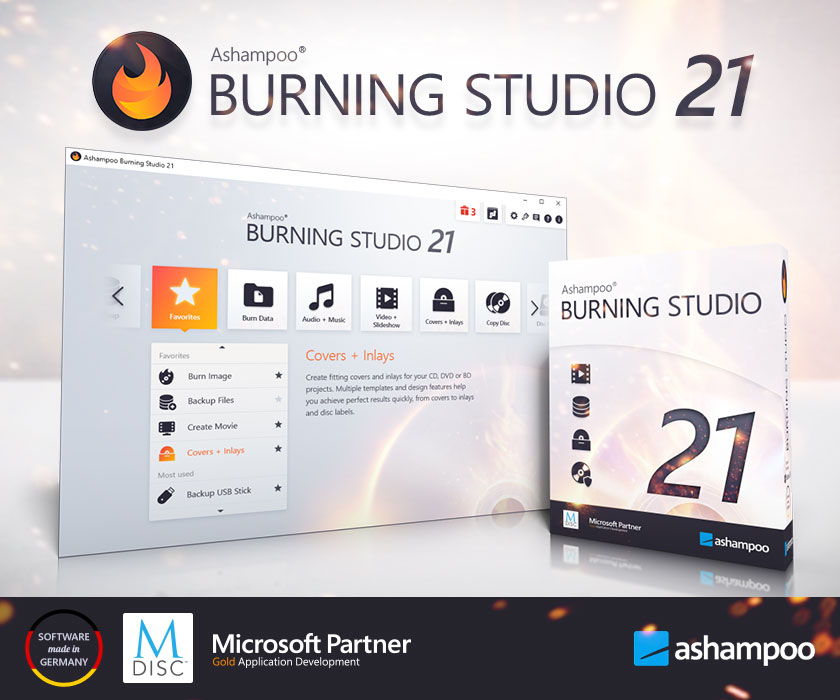 Ashampoo®
BURNING STUDIO 21
Ashampoo Burning Studio 21
3
Ashampoo®
BURNING STUDIO 21
Favorites
Burn Data
Audio + Music
Video +
Slideshow
Covers + Inlays
Copy Disc
Favorites
Burn Image
Backup Files
Create Movie
Covers + Inlays
Most used
Backup USB Stick
Covers + Inlays
Create fitting covers and inlays for your CD, DVD or BD
projects. Multiple templates and design features help
you achieve perfect results quickly, from covers to inlays
and disc labels.
Ashampoo®
BURNING STUDIO
21
M
DISC
Microsoft Partner
Gold Application Development
ashampoo
SOFTWARE
made in
GERMANY
M
DISC™
Microsoft Partner
Gold Application Development
ashampoo